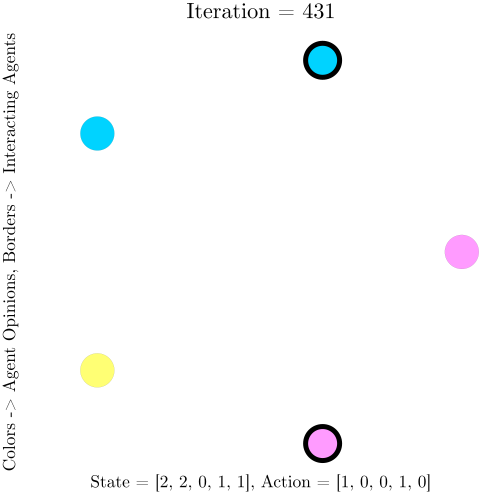 Iteration = 431
Colors -> Agent Opinions, Borders -> Interacting Agents
State = [2, 2, 0, 1, 1], Action = [1, 0, 0, 1, 0]